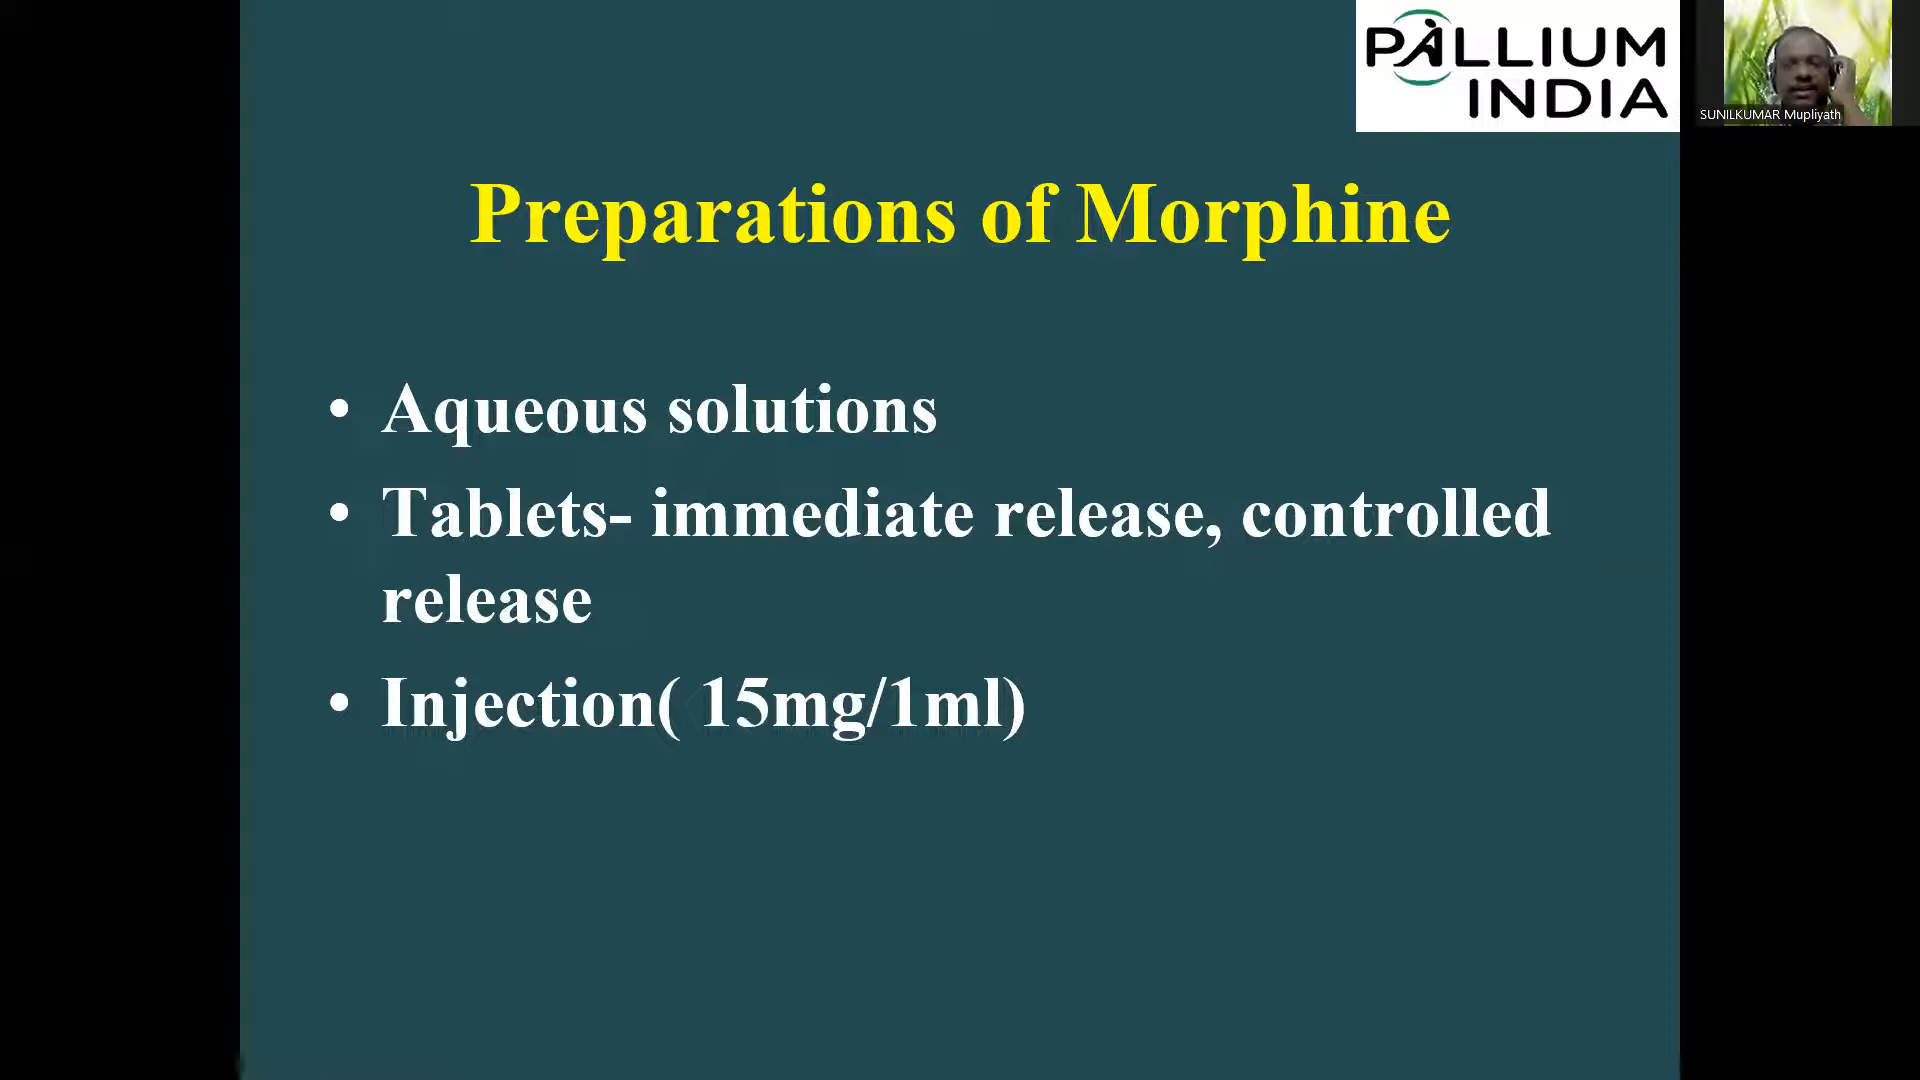 PALLIUM
INDIA
SUNILKUMAR Mupliyath
Preparations of Morphine
• Aqueous solutions
• Tablets- immediate release, controlled
release
• Injection( 15mg/1ml)